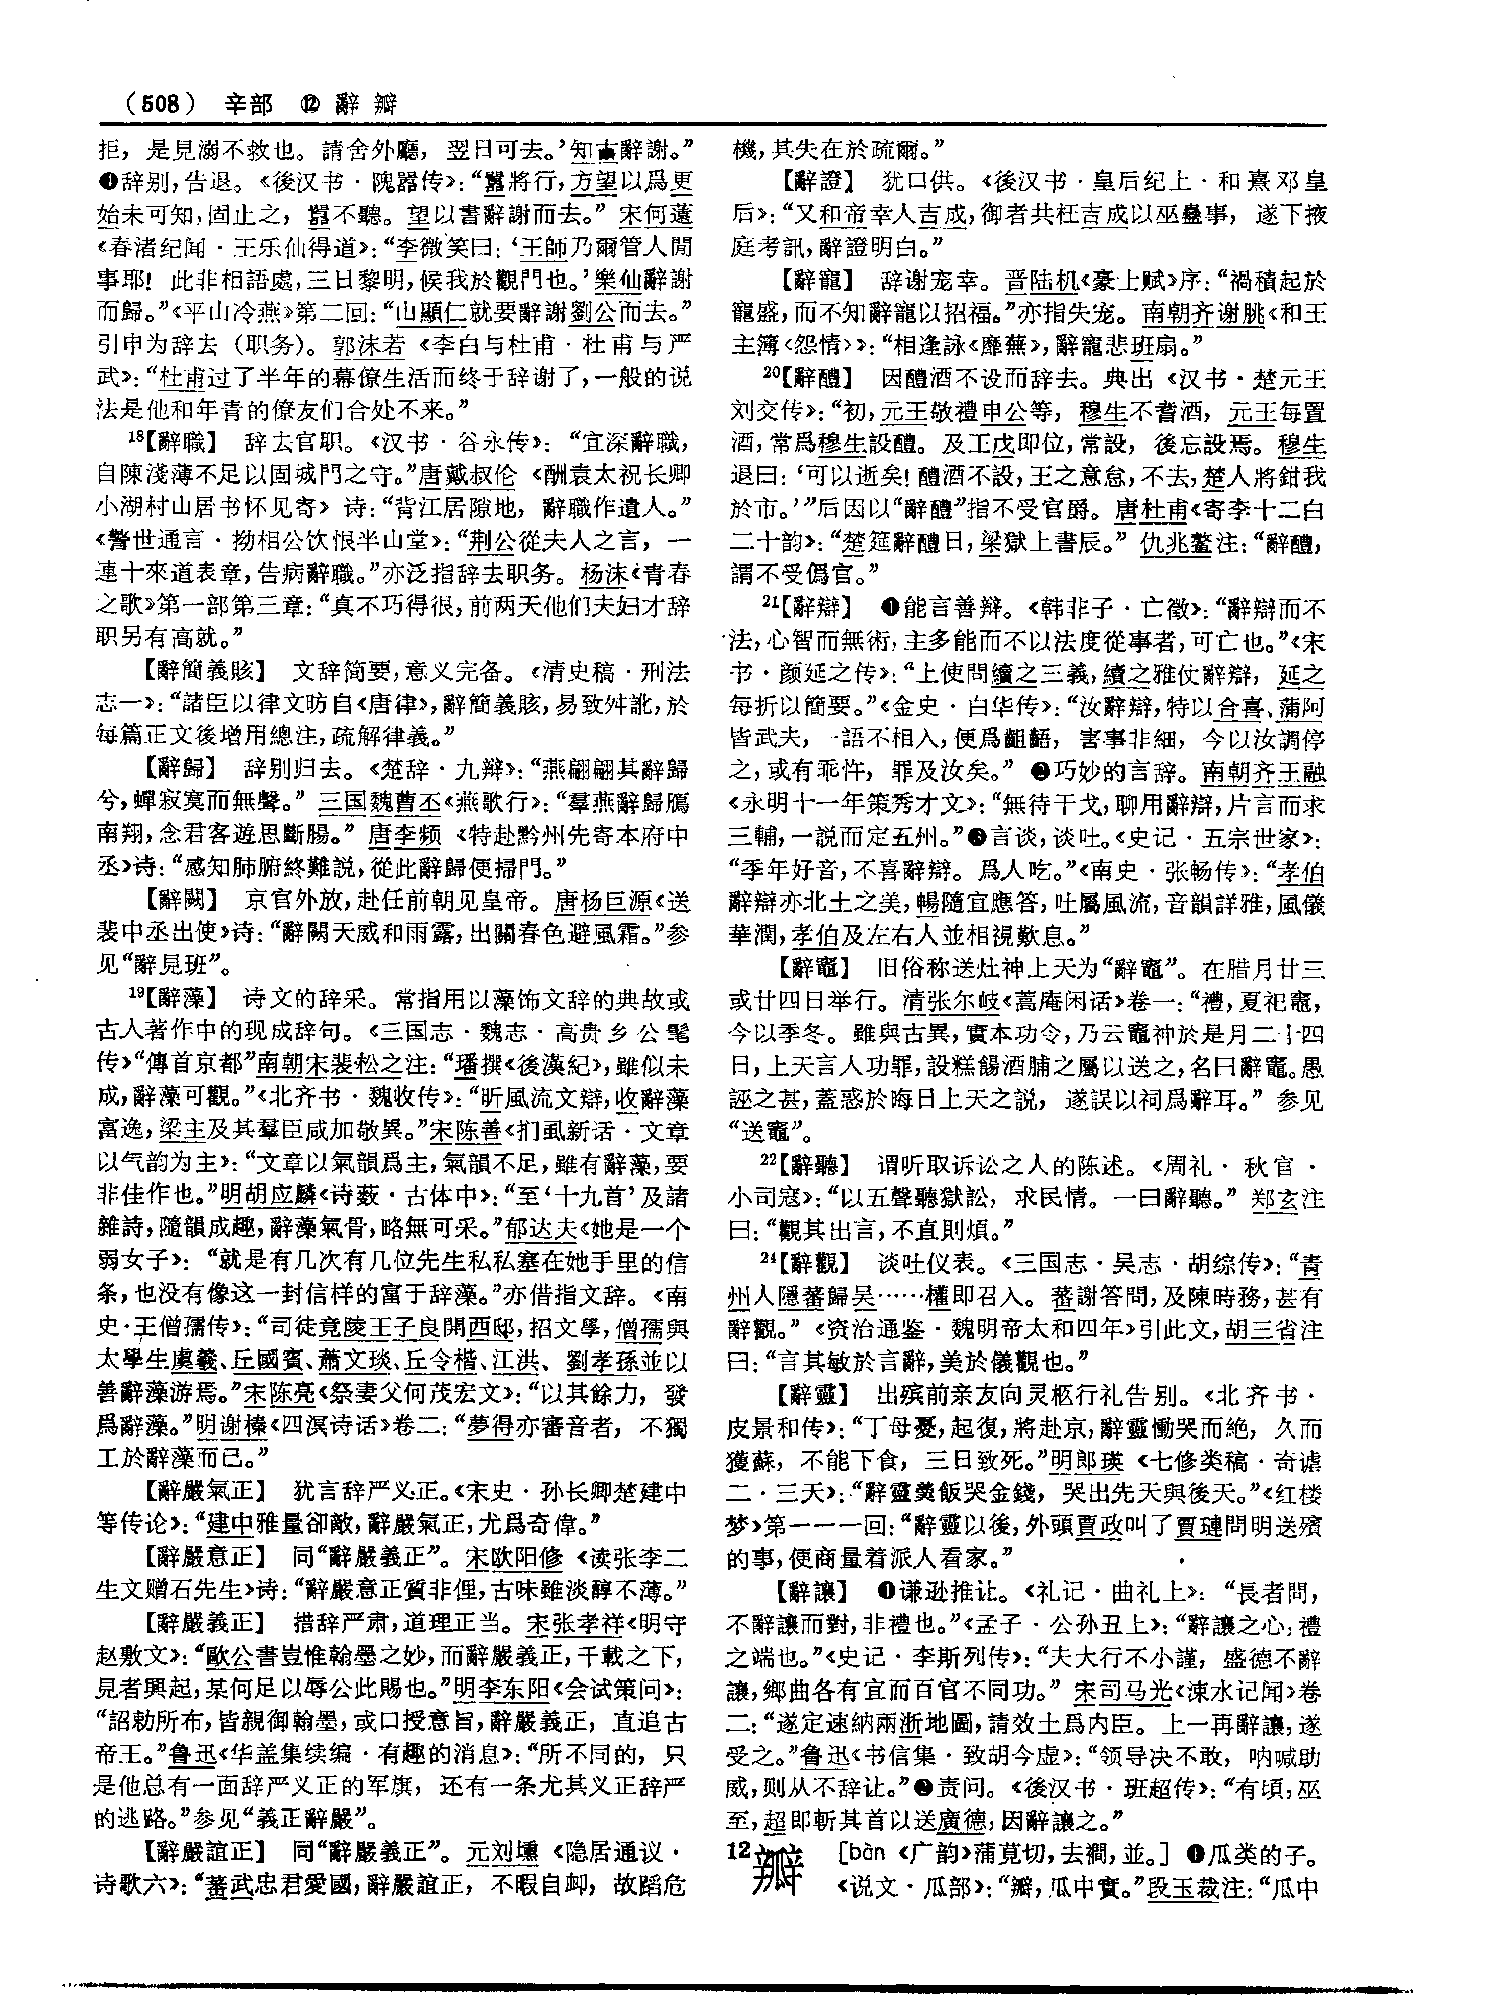 （508） 辛部 ⑫ 辭 瓣
拒，是見溺不救也。請舍外廳，翌日可去。’知古辭謝。”
❶辞别，告退。《後汉书·隗嚣传》：“囂將行，方望以爲更
始未可知，固止之，囂不聽。望以書辭謝而去。” 宋何薳
《春渚纪闻·王乐仙得道》：“李微笑曰：‘王師乃爾管人閒
事耶！此非相語處，三日黎明，候我於觀門也。’樂仙辭謝
而歸。”《平山冷燕》第二回：“山顯仁就要辭謝劉公而去。”
引申为辞去（职务）。郭沫若《李白与杜甫·杜甫与严
武》：“杜甫过了半年的幕僚生活而终于辞谢了，一般的说
法是他和年青的僚友们合处不来。”
18【辭職】 辞去官职。《汉书·谷永传》：“宜深辭職，
自陳淺薄不足以固城門之守。”唐戴叔伦《酬袁太祝长卿
小湖村山居书怀见寄》诗：“背江居隙地，辭職作遺人。”
《警世通言·拗相公饮恨半山堂》：“荆公從夫人之言，一
連十來道表章，告病辭職。”亦泛指辞去职务。杨沫《青春
之歌》第一部第三章：“真不巧得很，前两天他们夫妇才辞
职另有高就。”
【辭簡義賅】 文辞简要，意义完备。《清史稿·刑法
志一》：“諸臣以律文昉自《唐律》，辭簡義賅，易致舛訛，於
每篇正文後增用總注，疏解律義。”
【辭歸】 辞别归去。《楚辞·九辩》：“燕翩翩其辭歸
兮，蟬寂寞而無聲。” 三国魏曹丕《燕歌行》：“羣燕辭歸鴈
南翔，念君客遊思斷腸。” 唐李频《特赴黔州先寄本府中
丞》诗：“感知肺腑終難説，從此辭歸便掃門。”
【辭闕】 京官外放，赴任前朝见皇帝。唐杨巨源《送
裴中丞出使》诗：“辭闕天威和雨露，出關春色避風霜。”参
见“辭見班”。
19【辭藻】 诗文的辞采。常指用以藻饰文辞的典故或
古人著作中的现成辞句。《三国志·魏志·高贵乡公髦
传》“傳首京都”南朝宋裴松之注：“璠撰《後漢紀》，雖似未
成，辭藻可觀。”《北齐书·魏收传》：“昕風流文辯，收辭藻
富逸，梁主及其羣臣咸加敬異。”宋陈善《扪虱新话·文章
以气韵为主》：“文章以氣韻爲主，氣韻不足，雖有辭藻，要
非佳作也。”明胡应麟《诗薮·古体中》：“至‘十九首’及諸
雜詩，隨韻成趣，辭藻氣骨，略無可采。”郁达夫《她是一个
弱女子》：“就是有几次有几位先生私私塞在她手里的信
条，也没有像这一封信样的富于辞藻。”亦借指文辞。《南
史·王僧孺传》：“司徒竟陵王子良開西邸，招文學，僧孺與
太學生虞羲、丘國賓、蕭文琰、丘令楷、江洪、劉孝孫並以
善辭藻游焉。”宋陈亮《祭妻父何茂宏文》：“以其餘力，發
爲辭藻。”明谢榛《四溟诗话》卷二：“夢得亦審音者，不獨
工於辭藻而已。”
【辭嚴氣正】 犹言辞严义正。《宋史·孙长卿楚建中
等传论》：“建中雅量卻敵，辭嚴氣正，尤爲奇偉。”
【辭嚴意正】 同“辭嚴義正”。宋欧阳修《读张李二
生文赠石先生》诗：“辭嚴意正質非俚，古味雖淡醇不薄。”
【辭嚴義正】 措辞严肃，道理正当。宋张孝祥《明守
赵敷文》：“歐公書豈惟翰墨之妙，而辭嚴義正，千載之下，
見者興起，某何足以辱公此賜也。”明李东阳《会试策问》：
“詔勅所布，皆親御翰墨，或口授意旨，辭嚴義正，直追古
帝王。”鲁迅《华盖集续编·有趣的消息》：“所不同的，只
是他总有一面辞严义正的军旗，还有一条尤其义正辞严
的逃路。”参见“義正辭嚴”。
【辭嚴誼正】 同“辭嚴義正”。元刘壎《隐居通议·
诗歌六》：“蕃武忠君愛國，辭嚴誼正，不暇自卹，故蹈危
機，其失在於疏爾。”
【辭證】 犹口供。《後汉书·皇后纪上·和熹邓皇
后》：“又和帝幸人吉成，御者共枉吉成以巫蠱事，遂下掖
庭考訊，辭證明白。”
【辭寵】 辞谢宠幸。晋陆机《豪士赋》序：“禍積起於
寵盛，而不知辭寵以招福。”亦指失宠。南朝齐谢朓《和王
主簿〈怨情〉》：“相逢詠《蘼蕪》，辭寵悲班扇。”
20【辭醴】 因醴酒不设而辞去。典出《汉书·楚元王
刘交传》：“初，元王敬禮申公等，穆生不耆酒，元王每置
酒，常爲穆生設醴。及王戊即位，常設，後忘設焉。穆生
退曰：‘可以逝矣！醴酒不設，王之意怠，不去，楚人將鉗我
於市。’”后因以“辭醴”指不受官爵。唐杜甫《寄李十二白
二十韵》：“楚筵辭醴日，梁獄上書辰。” 仇兆鳌注：“辭醴，
謂不受僞官。”
21【辭辯】 ❶能言善辩。《韩非子·亡徵》：“辭辯而不
法，心智而無術，主多能而不以法度從事者，可亡也。”《宋
书·颜延之传》：“上使問續之三義，續之雅仗辭辯，延之
每折以簡要。”《金史·白华传》：“汝辭辯，特以合喜、蒲阿
皆武夫，一語不相入，便爲齟齬，害事非細，今以汝調停
之，或有乖忤，罪及汝矣。” ❷巧妙的言辞。南朝齐王融
《永明十一年策秀才文》：“無待干戈，聊用辭辯，片言而求
三輔，一説而定五州。”❸言谈，谈吐。《史记·五宗世家》：
“季年好音，不喜辭辯。爲人吃。”《南史·张畅传》：“孝伯
辭辯亦北土之美，暢隨宜應答，吐屬風流，音韻詳雅，風儀
華潤，孝伯及左右人並相視歎息。”
【辭竈】 旧俗称送灶神上天为“辭竈”。在腊月廿三
或廿四日举行。清张尔岐《蒿庵闲话》卷一：“禮，夏祀竈，
今以季冬。雖與古異，實本功令，乃云竈神於是月二十四
日，上天言人功罪，設糕餳酒脯之屬以送之，名曰辭竈。愚
誣之甚，蓋惑於晦日上天之説，遂誤以祠爲辭耳。” 参见
“送竈”。
22【辭聽】 谓听取诉讼之人的陈述。《周礼·秋官·
小司寇》：“以五聲聽獄訟，求民情。一曰辭聽。” 郑玄注
曰：“觀其出言，不直則煩。”
24【辭觀】 谈吐仪表。《三国志·吴志·胡综传》：“青
州人隱蕃歸吴……權即召入。蕃謝答問，及陳時務，甚有
辭觀。”《资治通鉴·魏明帝太和四年》引此文，胡三省注
曰：“言其敏於言辭，美於儀觀也。”
【辭靈】 出殡前亲友向灵柩行礼告别。《北齐书·
皮景和传》：“丁母憂，起復，將赴京，辭靈慟哭而絶，久而
獲蘇，不能下食，三日致死。”明郎瑛《七修类稿·奇谑
二·三天》：“辭靈羹飯哭金錢，哭出先天與後天。”《红楼
梦》第一一一回：“辭靈以後，外頭賈政叫了賈璉問明送殯
的事，便商量着派人看家。”
【辭讓】 ❶谦逊推让。《礼记·曲礼上》：“長者問，
不辭讓而對，非禮也。”《孟子·公孙丑上》：“辭讓之心，禮
之端也。”《史记·李斯列传》：“夫大行不小謹，盛德不辭
讓，鄉曲各有宜而百官不同功。” 宋司马光《涑水记闻》卷
二：“遂定速納兩浙地圖，請效土爲内臣。上一再辭讓，遂
受之。”鲁迅《书信集·致胡今虚》：“领导决不敢，呐喊助
威，则从不辞让。”❷责问。《後汉书·班超传》：“有頃，巫
至，超即斬其首以送廣德，因辭讓之。”
12瓣 [bàn《广韵》蒲莧切，去襉，並。] ❶瓜类的子。
《说文·瓜部》：“瓣，瓜中實。”段玉裁注：“瓜中